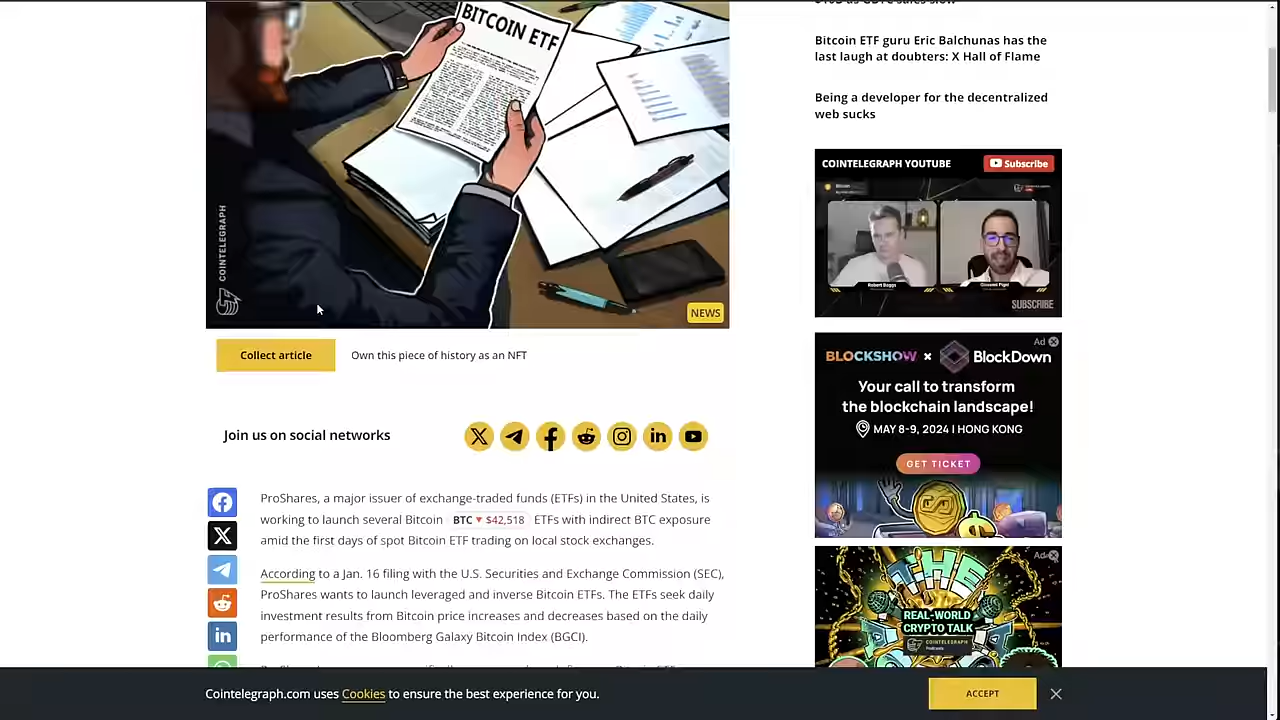 BITCOIN ETF
COINTELEGRAPH
NEWS
Collect article
Own this piece of history as an NFT
Join us on social networks
ProShares, a major issuer of exchange-traded funds (ETFs) in the United States, is
working to launch several Bitcoin BTC ▼ $42,518 ETFs with indirect BTC exposure
amid the first days of spot Bitcoin ETF trading on local stock exchanges.
According to a Jan. 16 filing with the U.S. Securities and Exchange Commission (SEC),
ProShares wants to launch leveraged and inverse Bitcoin ETFs. The ETFs seek daily
investment results from Bitcoin price increases and decreases based on the daily
performance of the Bloomberg Galaxy Bitcoin Index (BGCI).
Bitcoin ETF guru Eric Balchunas has the
last laugh at doubters: X Hall of Flame
Being a developer for the decentralized
web sucks
COINTELEGRAPH YOUTUBE
Subscribe
SUBSCRIBE
Ad
BLOCKSHOW × BlockDown
Your call to transform
the blockchain landscape!
MAY 8-9, 2024 | HONG KONG
GET TICKET
Ad
THE
REAL-WORLD
CRYPTO TALK
COINTELEGRAPH
Cointelegraph.com uses Cookies to ensure the best experience for you.
ACCEPT